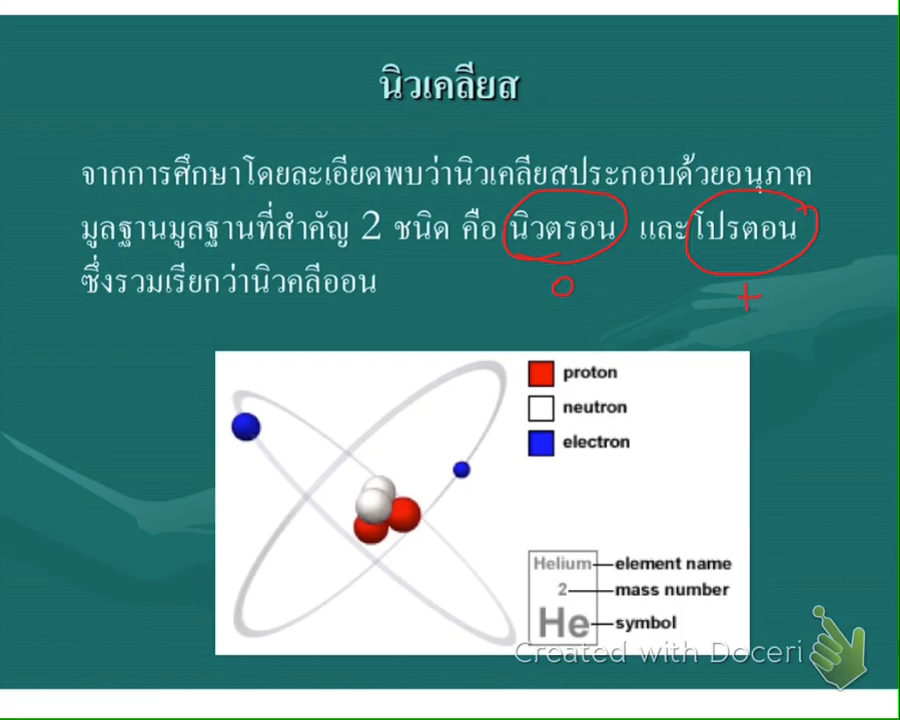 นิวเคลียส
จากการศึกษาโดยละเอียดพบว่านิวเคลียสประกอบด้วยอนุภาค
มูลฐานมูลฐานที่สำคัญ 2 ชนิด คือ นิวตรอน และโปรตอน
ซึ่งรวมเรียกว่านิวคลีออน
o +
proton
neutron
electron
Helium element name
2 mass number
He symbol
Created with Doceri